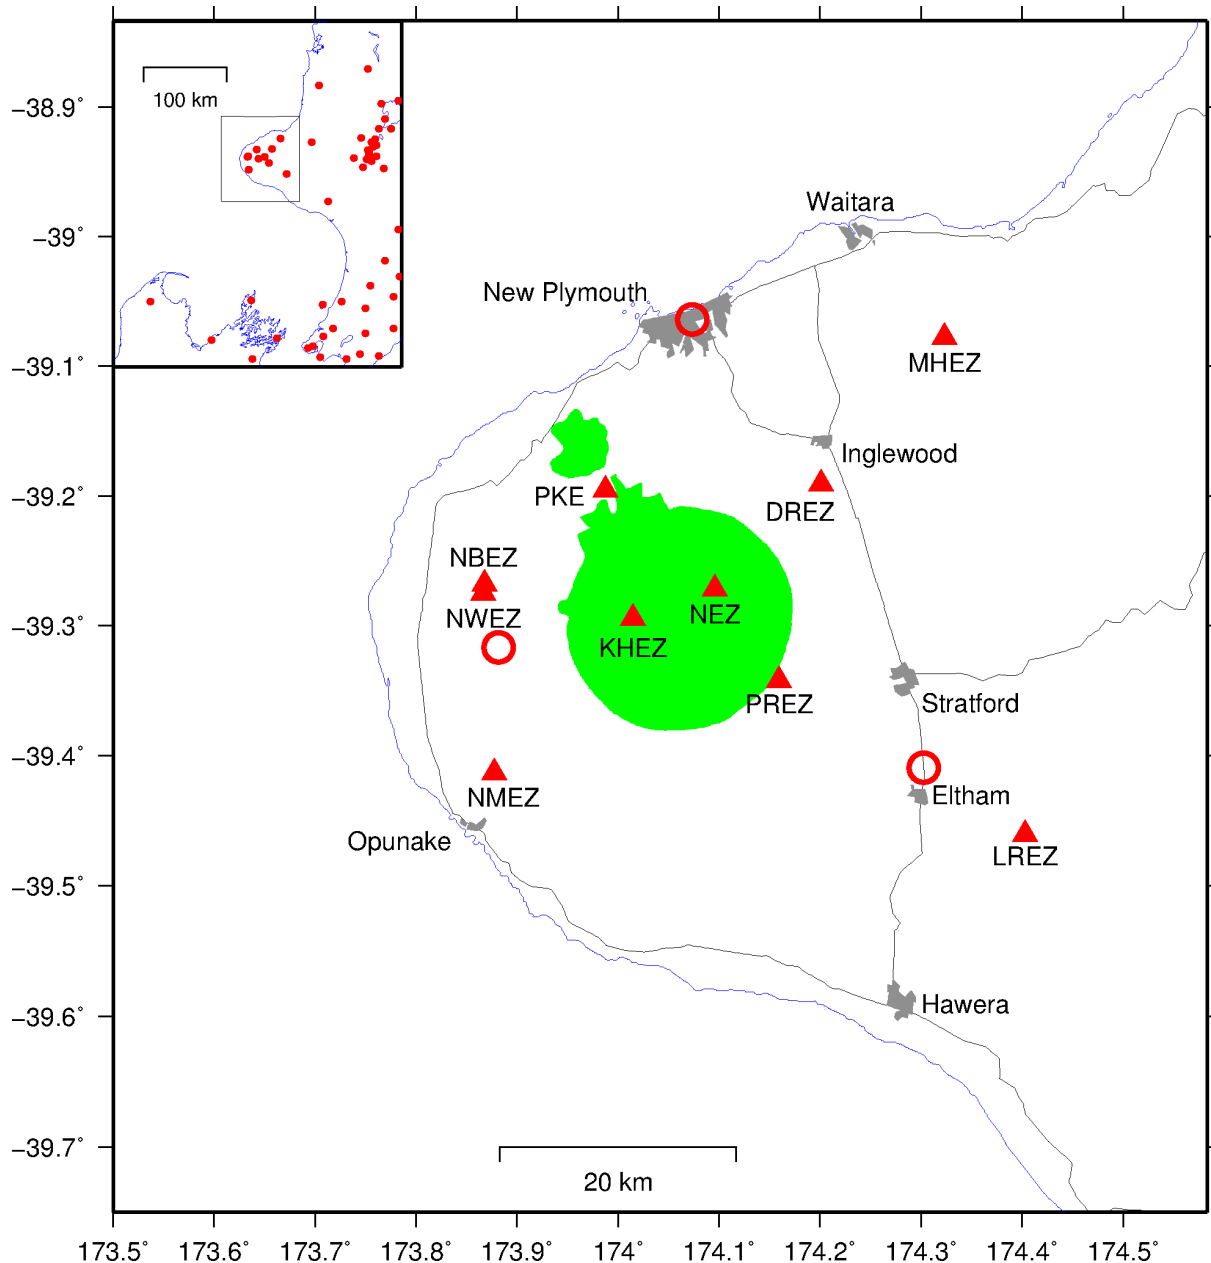 100 km
−38.9°
−39°
−39.1°
−39.2°
−39.3°
−39.4°
−39.5°
−39.6°
−39.7°
Waitara
New Plymouth
MHEZ
Inglewood
PKE
DREZ
NBEZ
NWEZ
NEZ
KHEZ
PREZ
Stratford
NMEZ
Eltham
Opunake
LREZ
Hawera
20 km
173.5°
173.6°
173.7°
173.8°
173.9°
174°
174.1°
174.2°
174.3°
174.4°
174.5°